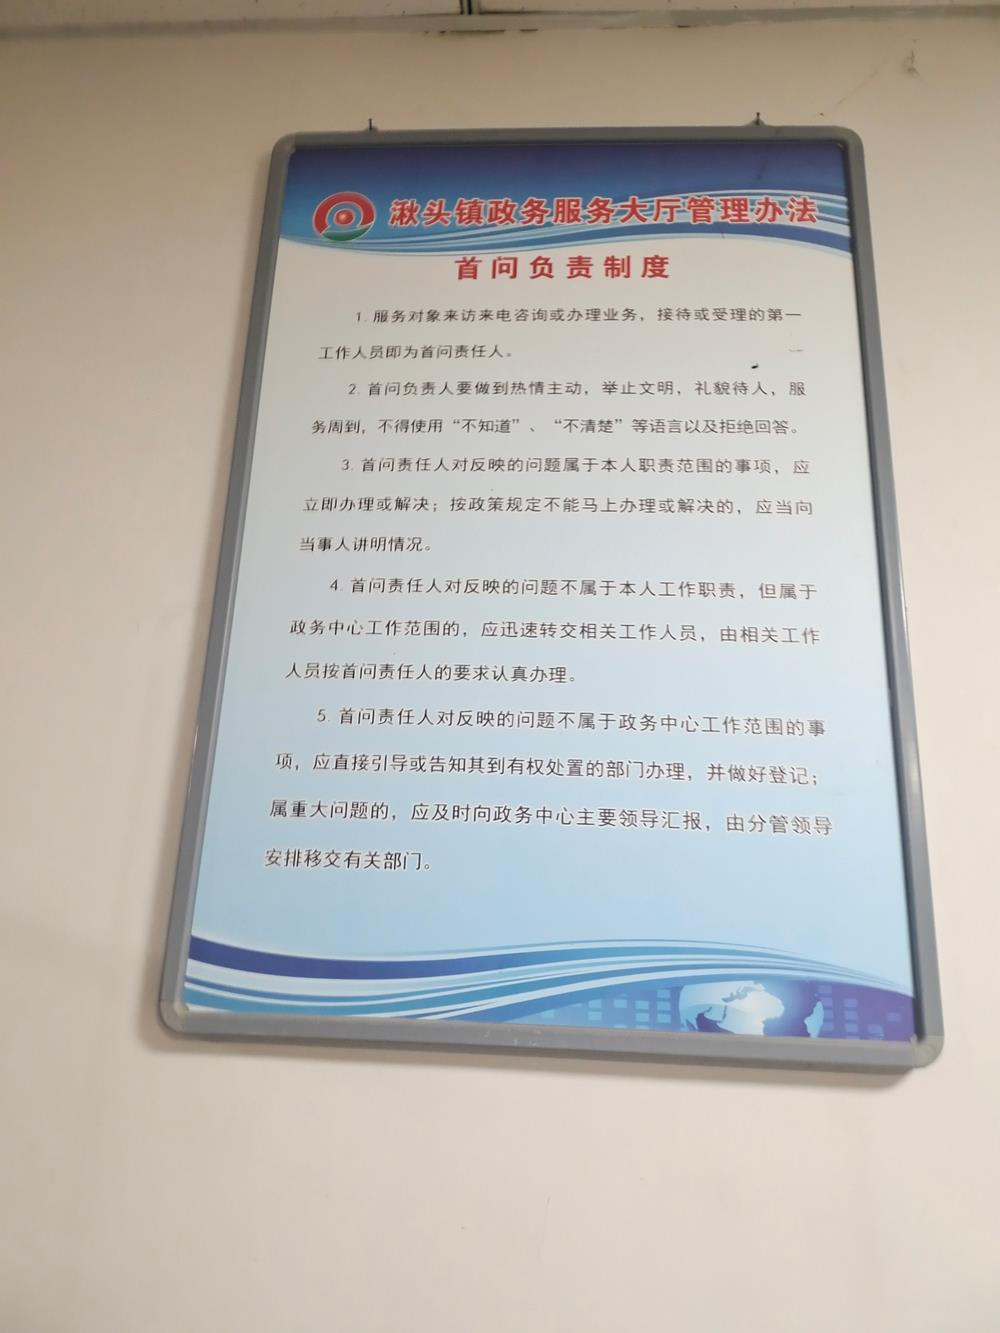 湫头镇政务服务大厅管理办法
首问负责制度
1.服务对象来访来电咨询或办理业务，接待或受理的第一
工作人员即为首问责任人。
2.首问负责人要做到热情主动，举止文明，礼貌待人，服
务周到，不得使用“不知道”、“不清楚”等语言以及拒绝回答。
3.首问责任人对反映的问题属于本人职责范围的事项，应
立即办理或解决；按政策规定不能马上办理或解决的，应当向
当事人讲明情况。
4.首问责任人对反映的问题不属于本人工作职责，但属于
政务中心工作范围的，应迅速转交相关工作人员，由相关工作
人员按首问责任人的要求认真办理。
5.首问责任人对反映的问题不属于政务中心工作范围的事
项，应直接引导或告知其到有权处置的部门办理，并做好登记；
属重大问题的，应及时向政务中心主要领导汇报，由分管领导
安排移交有关部门。